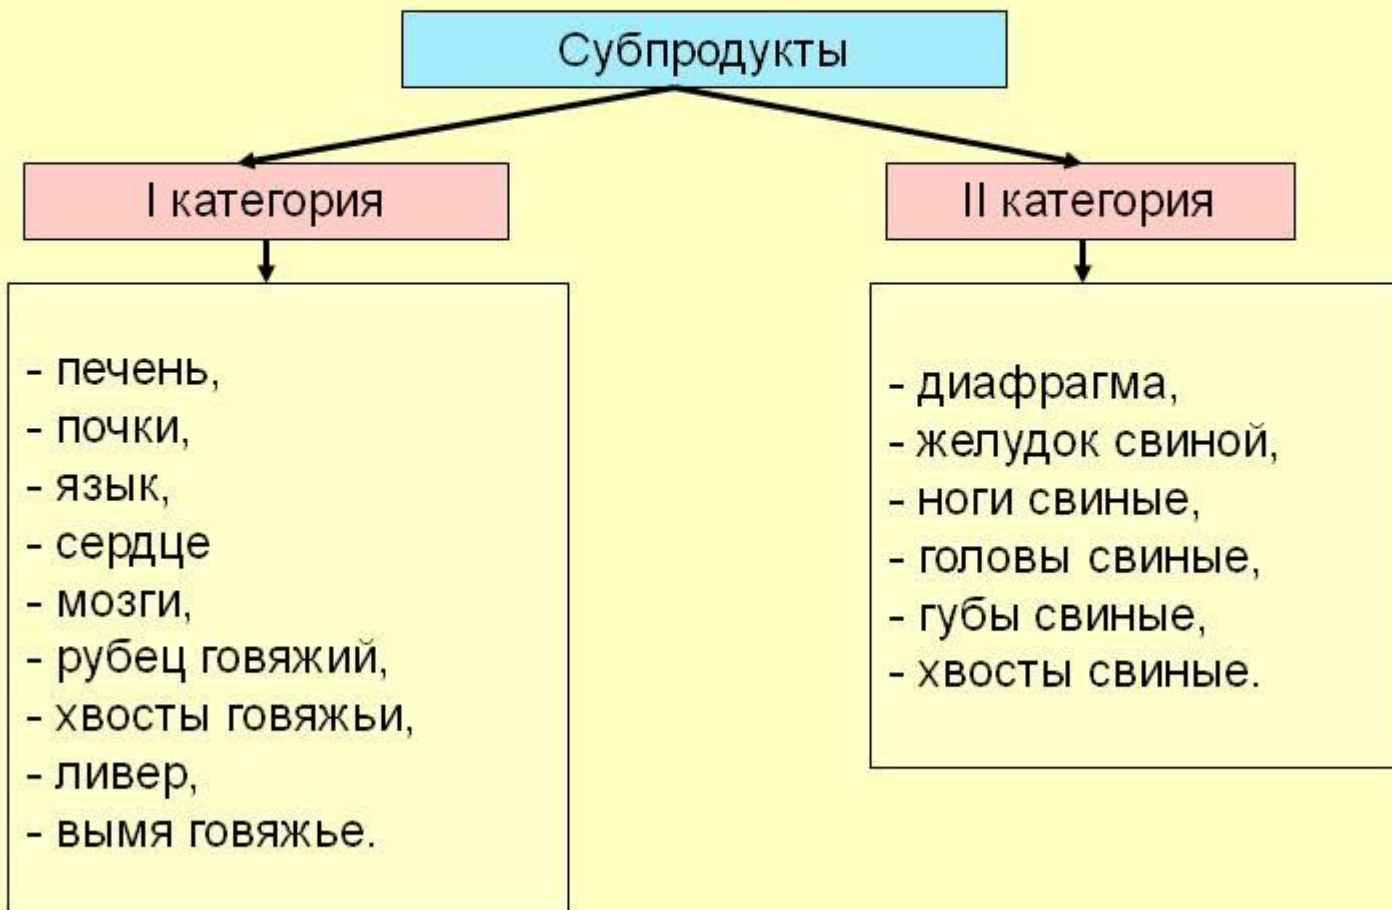 Субпродукты
I категория
II категория
- печень,
- почки,
- язык,
- сердце
- мозги,
- рубец говяжий,
- хвосты говяжьи,
- ливер,
- вымя говяжье.
- диафрагма,
- желудок свиной,
- ноги свиные,
- головы свиные,
- губы свиные,
- хвосты свиные.